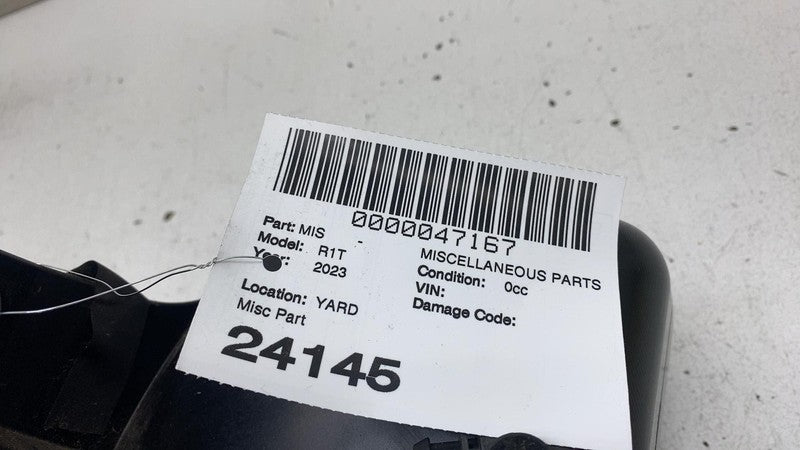 0000047167
Part: MIS - MISCELLANEOUS PARTS
Model: R1T Condition: 0cc
Year: 2023 VIN:
Location: YARD Damage Code:
Misc Part
24145